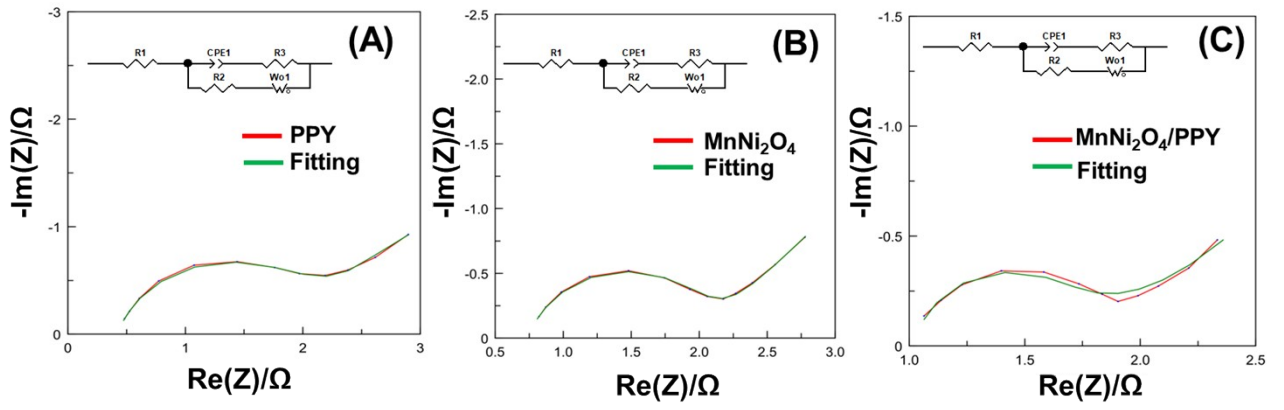 (A)
R1
CPE1
R3
R2
Wo1
PPY
Fitting
-3
-2
-1
0
0
1
2
3
-Im(Z)/Ω
Re(Z)/Ω
(B)
R1
CPE1
R3
R2
Wo1
MnNi₂O₄
Fitting
-2.5
-2.0
-1.5
-1.0
-0.5
0
0.5
1.0
1.5
2.0
2.5
3.0
-Im(Z)/Ω
Re(Z)/Ω
(C)
R1
CPE1
R3
R2
Wo1
MnNi₂O₄/PPY
Fitting
-1.5
-1.0
-0.5
0
1.0
1.5
2.0
2.5
-Im(Z)/Ω
Re(Z)/Ω